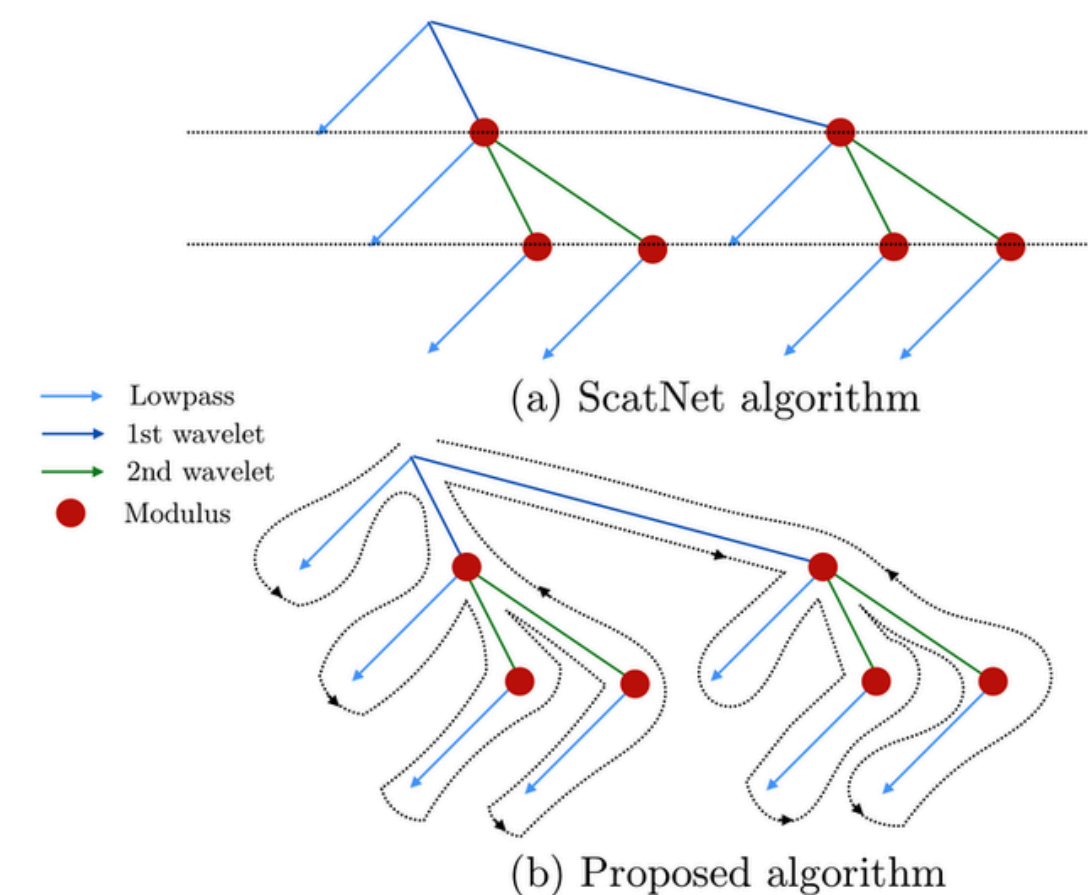 (a) ScatNet algorithm
Lowpass
1st wavelet
2nd wavelet
Modulus
(b) Proposed algorithm